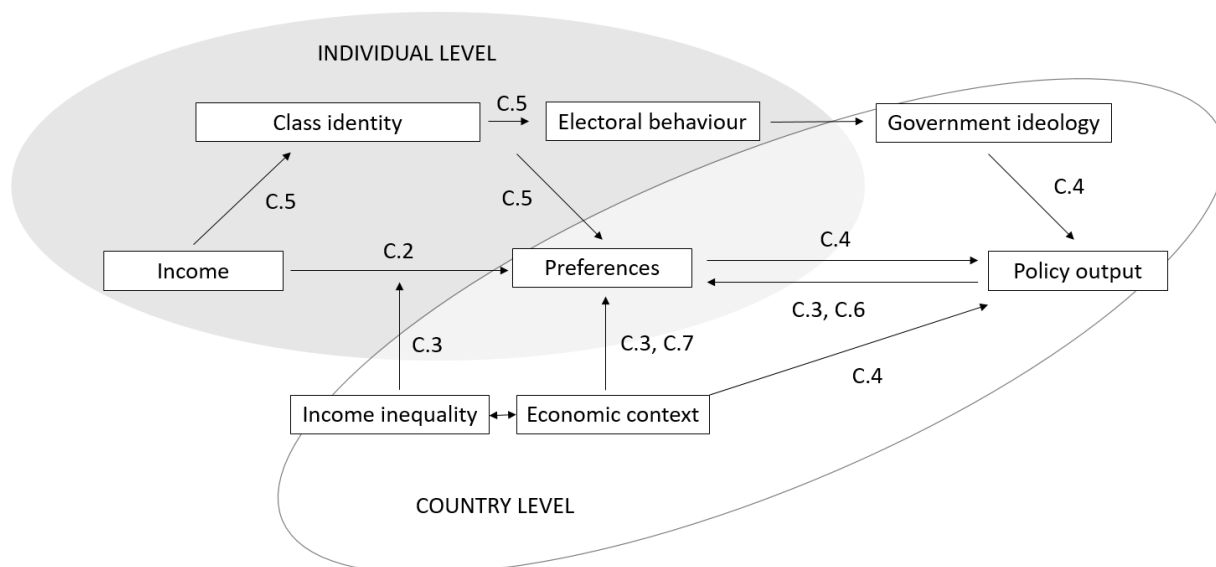 INDIVIDUAL LEVEL
C.5
Class identity
Electoral behaviour
Government ideology
C.5
C.5
C.4
C.2
C.4
Income
Preferences
Policy output
C.3, C.6
C.3
C.3, C.7
C.4
Income inequality
Economic context
COUNTRY LEVEL